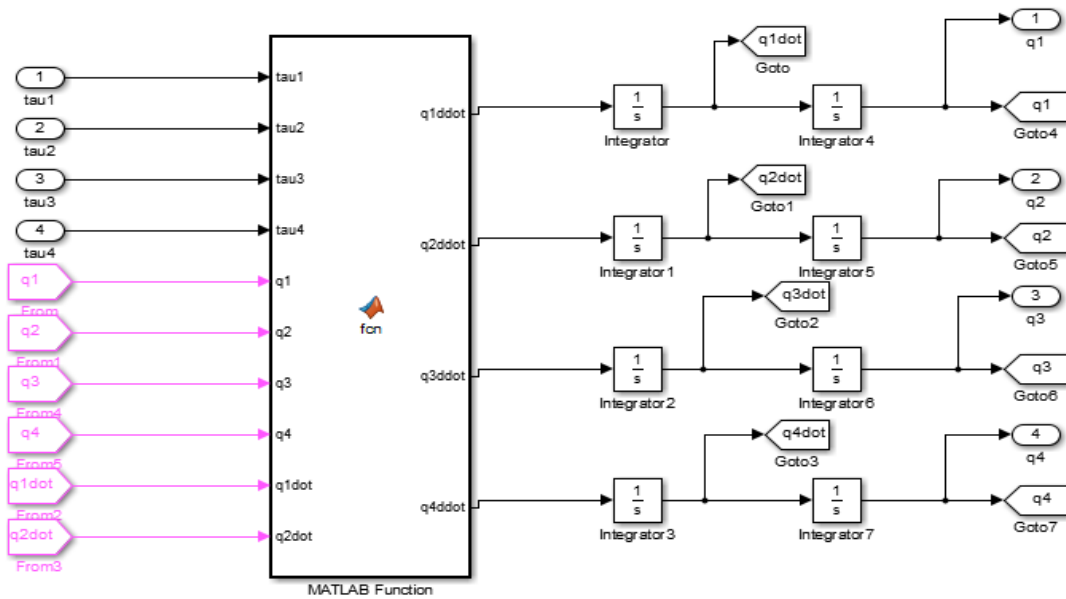 1
tau1
2
tau2
3
tau3
4
tau4
q1
From
q2
From1
q3
From4
q4
From5
q1dot
From2
q2dot
From3
tau1
tau2
tau3
tau4
q1
q2
q3
q4
q1dot
q2dot
fcn
q1ddot
q2ddot
q3ddot
q4ddot
MATLAB Function
1
s
Integrator
q1dot
Goto
1
s
Integrator4
1
q1
q1
Goto4
1
s
Integrator1
q2dot
Goto1
1
s
Integrator5
2
q2
q2
Goto5
1
s
Integrator2
q3dot
Goto2
1
s
Integrator6
3
q3
q3
Goto6
1
s
Integrator3
q4dot
Goto3
1
s
Integrator7
4
q4
q4
Goto7